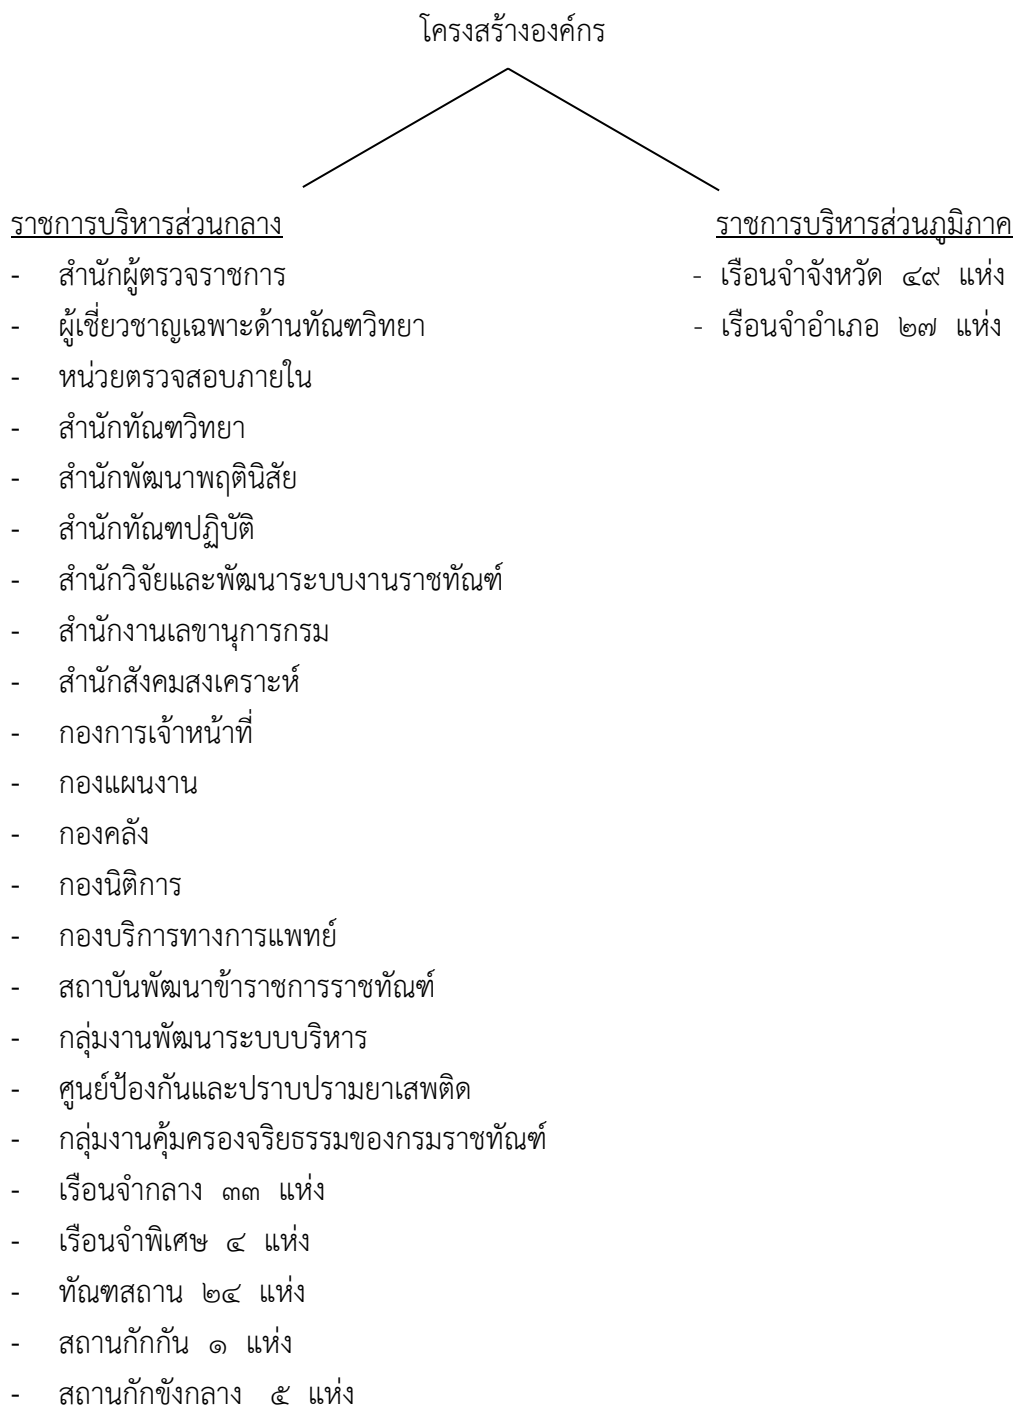 โครงสร้างองค์กร
ราชการบริหารส่วนกลาง
- สำนักผู้ตรวจราชการ
- ผู้เชี่ยวชาญเฉพาะด้านทัณฑวิทยา
- หน่วยตรวจสอบภายใน
- สำนักทัณฑวิทยา
- สำนักพัฒนาพฤตินิสัย
- สำนักทัณฑปฏิบัติ
- สำนักวิจัยและพัฒนาระบบงานราชทัณฑ์
- สำนักงานเลขานุการกรม
- สำนักสังคมสงเคราะห์
- กองการเจ้าหน้าที่
- กองแผนงาน
- กองคลัง
- กองนิติการ
- กองบริการทางการแพทย์
- สถาบันพัฒนาข้าราชการราชทัณฑ์
- กลุ่มงานพัฒนาระบบบริหาร
- ศูนย์ป้องกันและปราบปรามยาเสพติด
- กลุ่มงานคุ้มครองจริยธรรมของกรมราชทัณฑ์
- เรือนจำกลาง ๓๓ แห่ง
- เรือนจำพิเศษ ๔ แห่ง
- ทัณฑสถาน ๒๔ แห่ง
- สถานกักกัน ๑ แห่ง
- สถานกักขังกลาง ๕ แห่ง
ราชการบริหารส่วนภูมิภาค
- เรือนจำจังหวัด ๔๙ แห่ง
- เรือนจำอำเภอ ๒๗ แห่ง